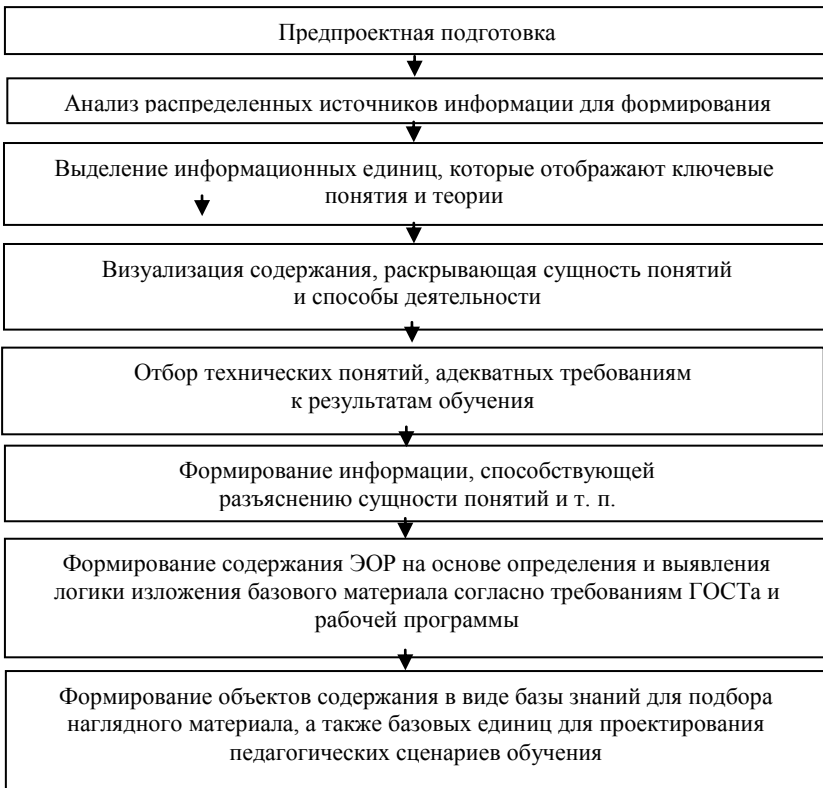 Предпроектная подготовка
Анализ распределенных источников информации для формирования
Выделение информационных единиц, которые отображают ключевые
понятия и теории
Визуализация содержания, раскрывающая сущность понятий
и способы деятельности
Отбор технических понятий, адекватных требованиям
к результатам обучения
Формирование информации, способствующей
разъяснению сущности понятий и т. п.
Формирование содержания ЭОР на основе определения и выявления
логики изложения базового материала согласно требованиям ГОСТа и
рабочей программы
Формирование объектов содержания в виде базы знаний для подбора
наглядного материала, а также базовых единиц для проектирования
педагогических сценариев обучения